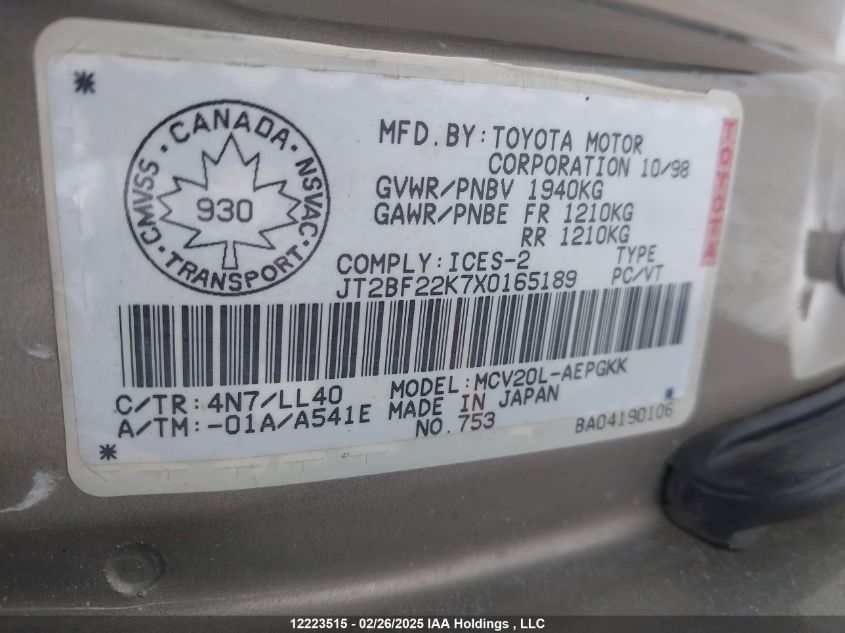 *
CMVSS · CANADA · NSVAC
930
· TRANSPORT ·
MFD.BY:TOYOTA MOTOR
CORPORATION 10/98
GVWR/PNBV 1940KG
GAWR/PNBE FR 1210KG
RR 1210KG
COMPLY:ICES-2 TYPE
JT2BF22K7X0165189 PC/VT
TOYOTA
C/TR:4N7/LL40 MODEL:MCV20L-AEPGKK
A/TM:-01A/A541E MADE IN JAPAN
NO.753 BA04190106
* *
12223515 - 02/26/2025 IAA Holdings , LLC